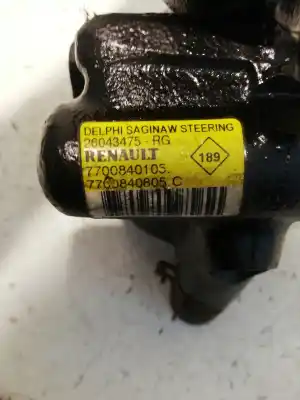 DELPHI SAGINAW STEERING
26043475 - RG
RENAULT
189
7700840105.
7700840805 C